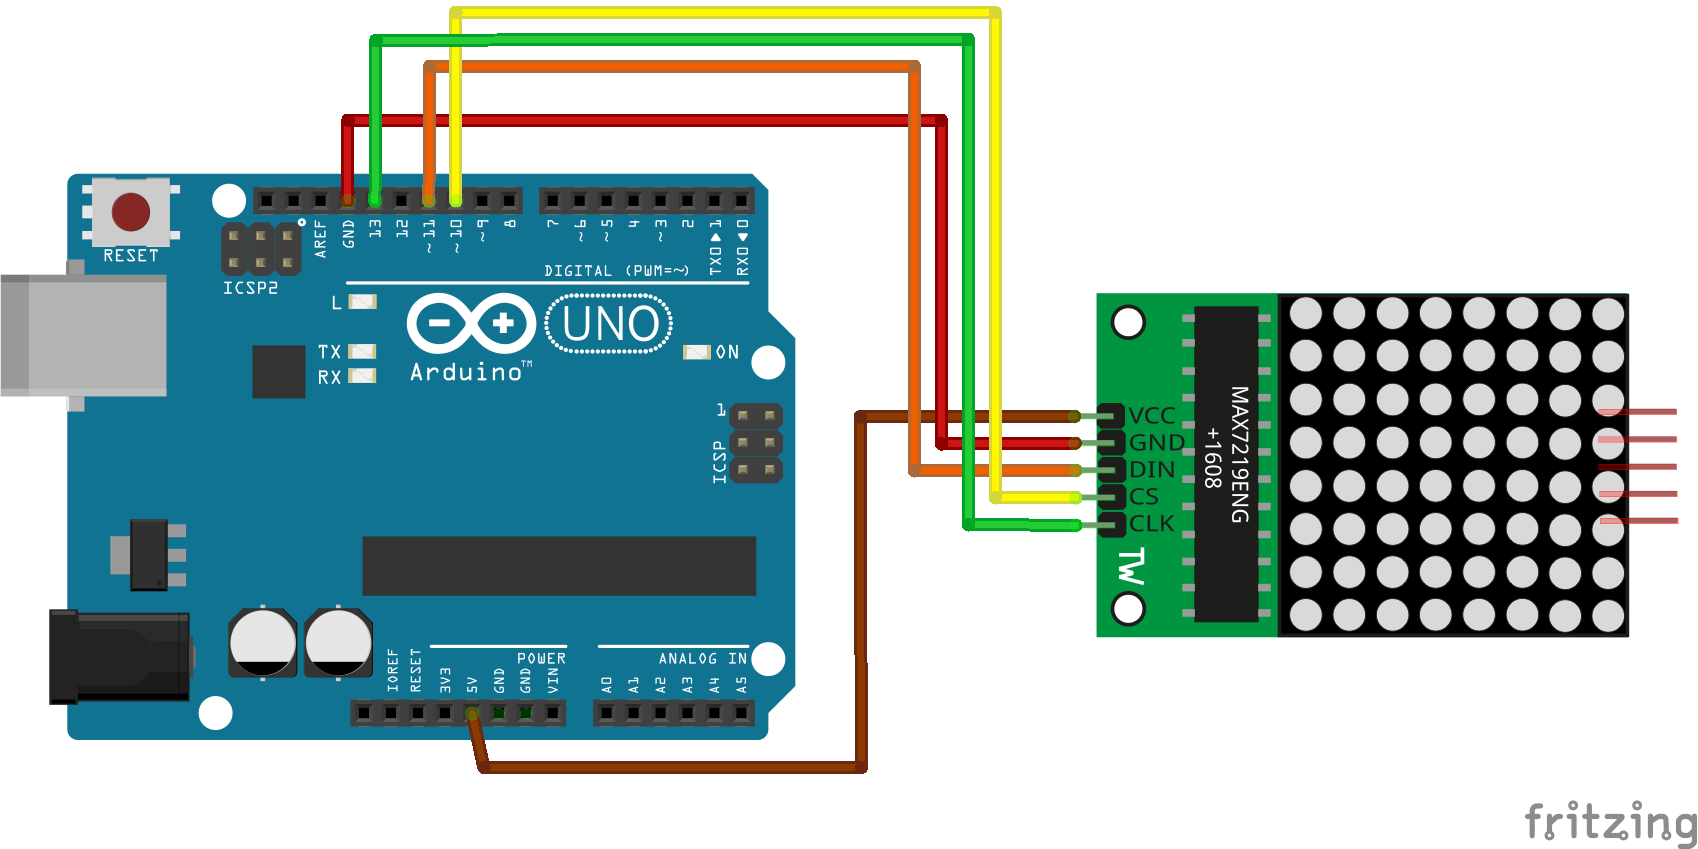 RESET
ICSP2
AREF
GND
13
12
~11
~10
~9
8
7
~6
~5
4
~3
2
TX0▶1
RX0◀0
DIGITAL (PWM=~)
L
TX
RX
Arduino™
UNO
ON
1
ICSP
IOREF
RESET
3V3
5V
GND
GND
VIN
POWER
A0
A1
A2
A3
A4
A5
ANALOG IN
VCC
GND
DIN
CS
CLK
TW
MAX7219ENG
+1608
fritzing